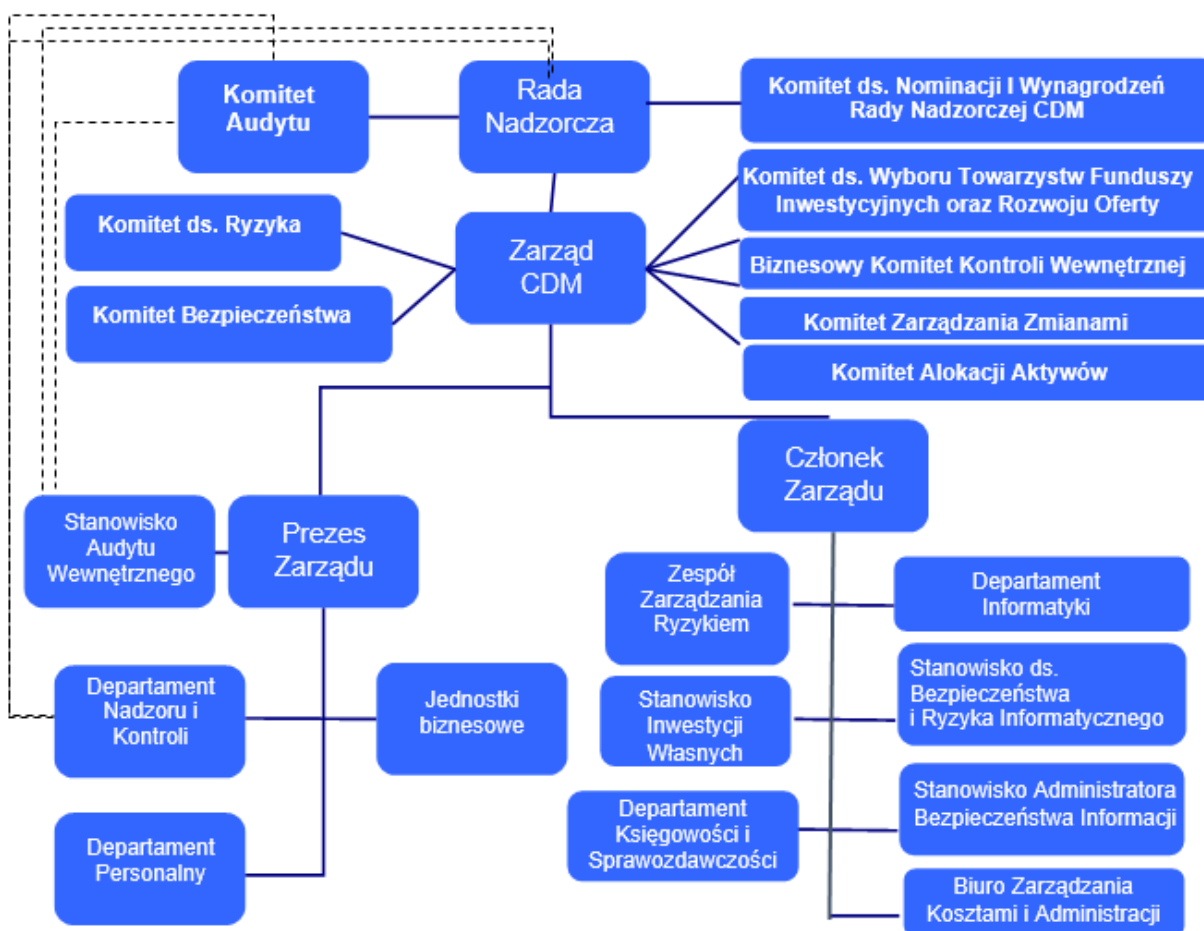 Komitet
Audytu
Rada
Nadzorcza
Komitet ds. Nominacji I Wynagrodzeń
Rady Nadzorczej CDM
Komitet ds. Wyboru Towarzystw Funduszy
Inwestycyjnych oraz Rozwoju Oferty
Komitet ds. Ryzyka
Zarząd
CDM
Biznesowy Komitet Kontroli Wewnętrznej
Komitet Bezpieczeństwa
Komitet Zarządzania Zmianami
Komitet Alokacji Aktywów
Członek
Zarządu
Stanowisko
Audytu
Wewnętrznego
Prezes
Zarządu
Zespół
Zarządzania
Ryzykiem
Departament
Informatyki
Departament
Nadzoru i
Kontroli
Jednostki
biznesowe
Stanowisko
Inwestycji
Własnych
Stanowisko ds.
Bezpieczeństwa
i Ryzyka Informatycznego
Departament
Księgowości i
Sprawozdawczości
Stanowisko Administratora
Bezpieczeństwa Informacji
Departament
Personalny
Biuro Zarządzania
Kosztami i Administracji